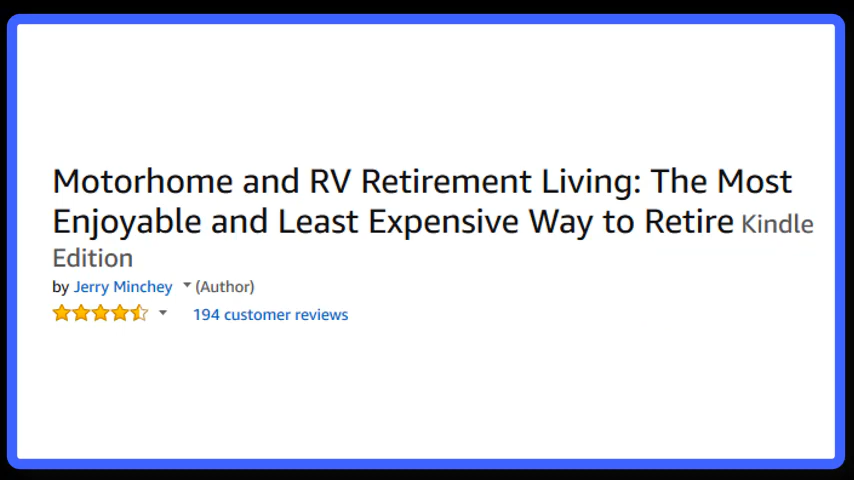 Motorhome and RV Retirement Living: The Most
Enjoyable and Least Expensive Way to Retire Kindle
Edition
by Jerry Minchey (Author)
194 customer reviews